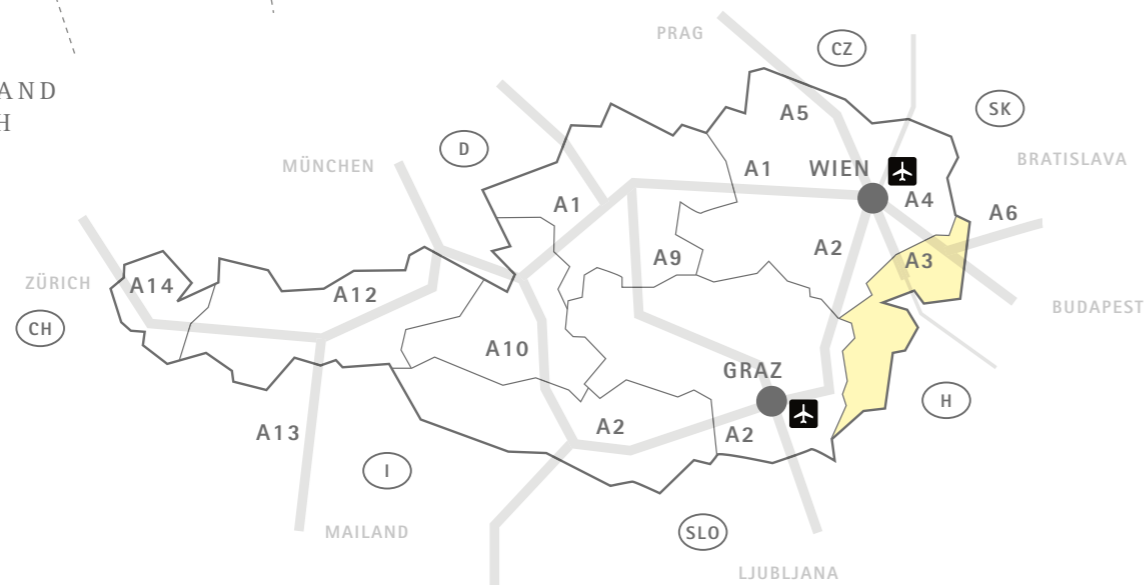 PRAG
CZ
AND
H
A5
SK
D
MÜNCHEN
A1
WIEN
BRATISLAVA
A1
A4
A6
A9
A2
A3
ZÜRICH
A14
A12
BUDAPEST
CH
A10
GRAZ
H
A13
A2
A2
I
MAILAND
SLO
LJUBLJANA